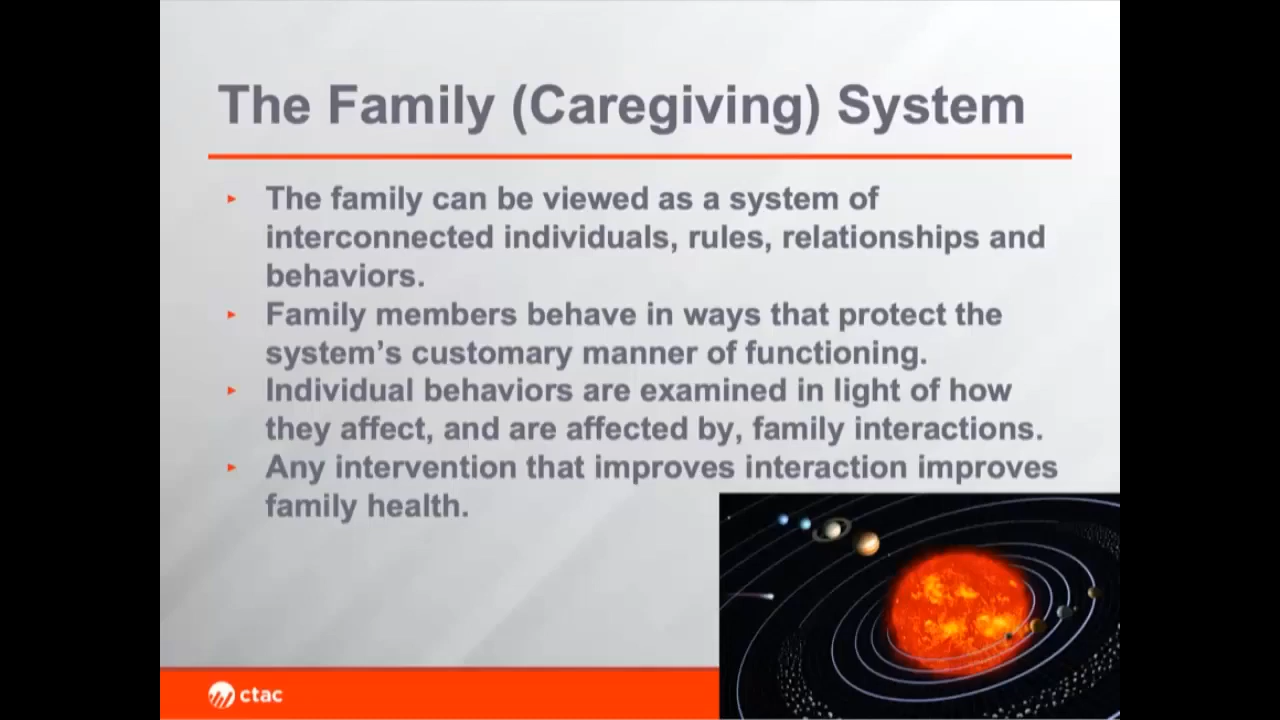 The Family (Caregiving) System
The family can be viewed as a system of
interconnected individuals, rules, relationships and
behaviors.
Family members behave in ways that protect the
system's customary manner of functioning.
Individual behaviors are examined in light of how
they affect, and are affected by, family interactions.
Any intervention that improves interaction improves
family health.
ctac